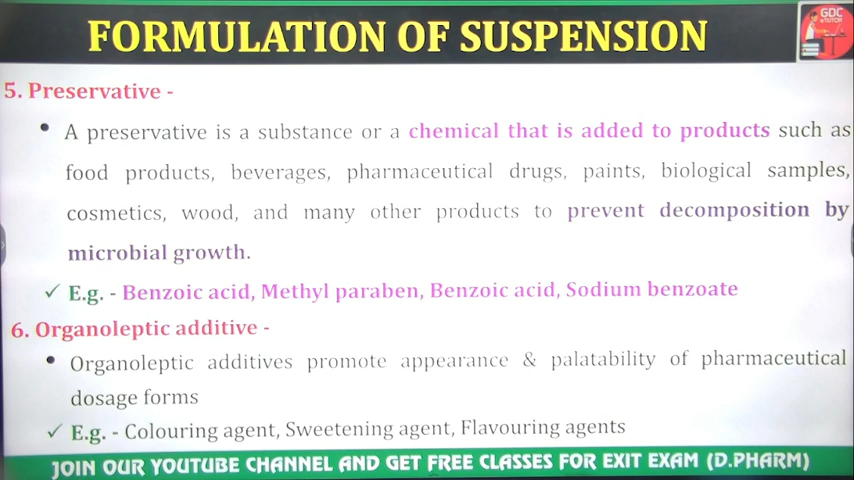 FORMULATION OF SUSPENSION
GDC
eTUTOR
5. Preservative -
• A preservative is a substance or a chemical that is added to products such as
food products, beverages, pharmaceutical drugs, paints, biological samples,
cosmetics, wood, and many other products to prevent decomposition by
microbial growth.
✓ E.g. - Benzoic acid, Methyl paraben, Benzoic acid, Sodium benzoate
6. Organoleptic additive -
• Organoleptic additives promote appearance & palatability of pharmaceutical
dosage forms
✓ E.g. - Colouring agent, Sweetening agent, Flavouring agents
JOIN OUR YOUTUBE CHANNEL AND GET FREE CLASSES FOR EXIT EXAM (D.PHARM)